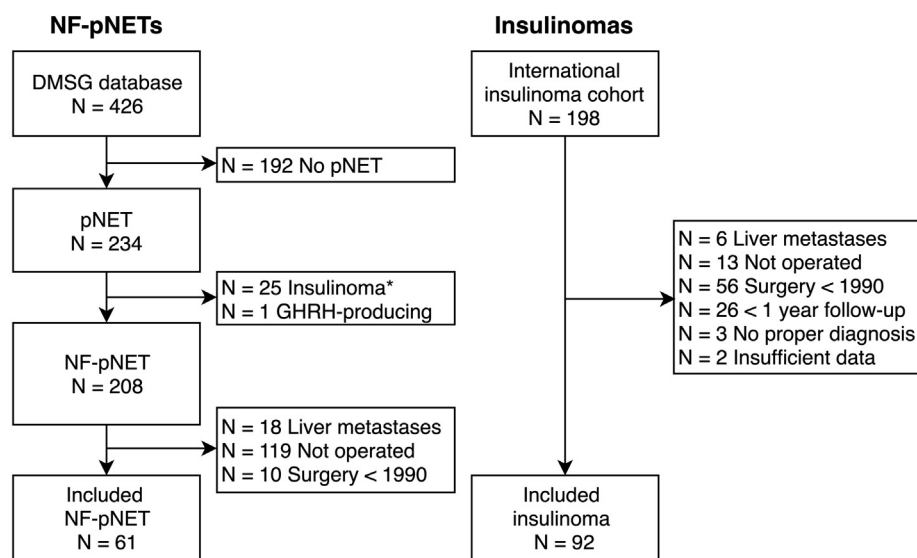 NF-pNETs
DMSG database
N = 426
N = 192 No pNET
pNET
N = 234
N = 25 Insulinoma*
N = 1 GHRH-producing
NF-pNET
N = 208
N = 18 Liver metastases
N = 119 Not operated
N = 10 Surgery < 1990
Included
NF-pNET
N = 61
Insulinomas
International
insulinoma cohort
N = 198
N = 6 Liver metastases
N = 13 Not operated
N = 56 Surgery < 1990
N = 26 < 1 year follow-up
N = 3 No proper diagnosis
N = 2 Insufficient data
Included
insulinoma
N = 92